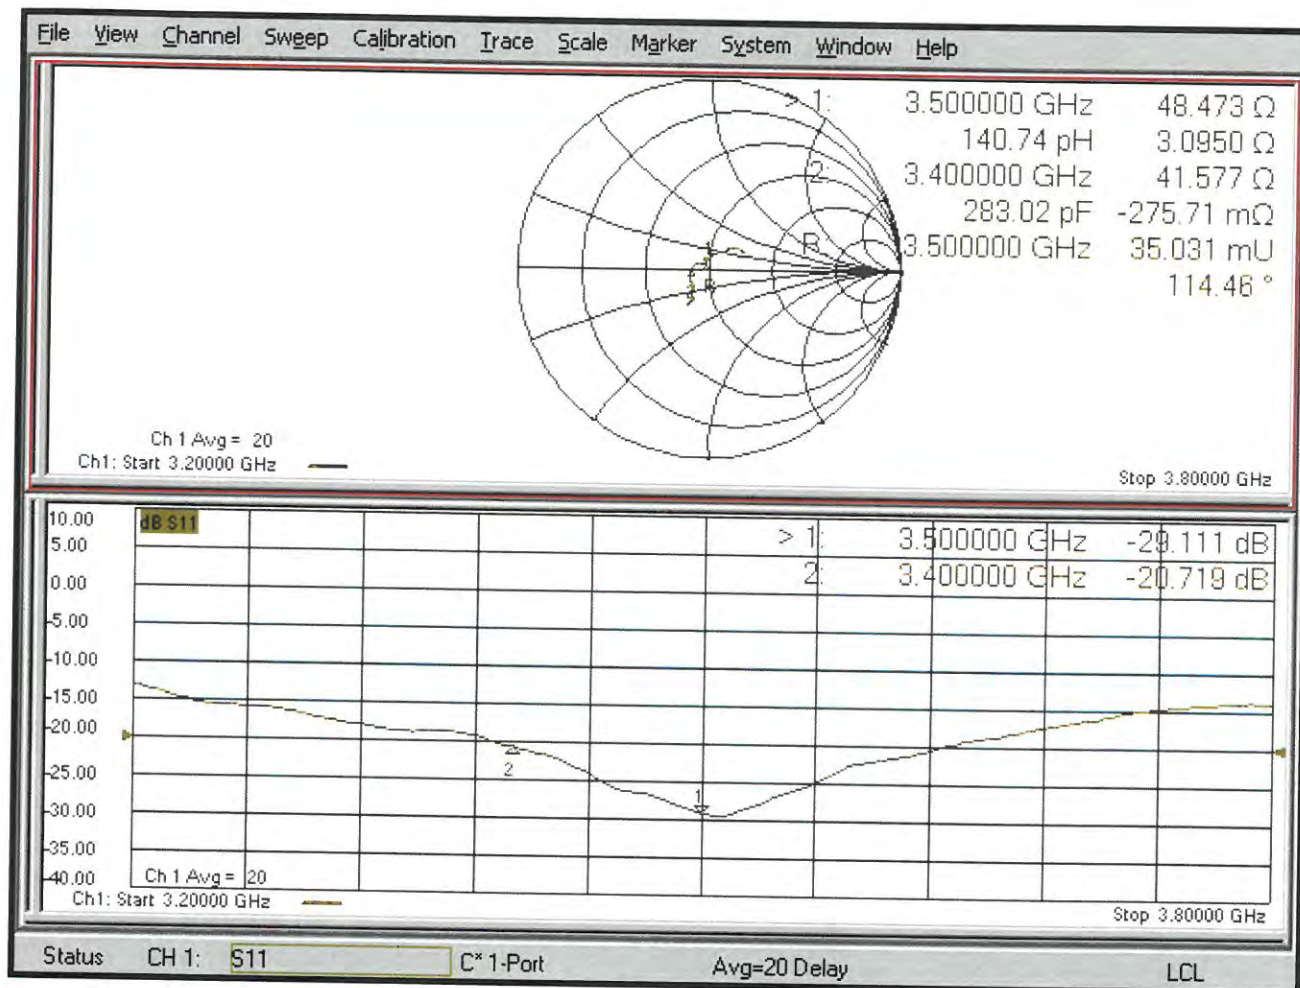 File View Channel Sweep Calibration Trace Scale Marker System Window Help
> 1: 3.500000 GHz 48.473 Ω
140.74 pH 3.0950 Ω
2: 3.400000 GHz 41.577 Ω
283.02 pF -275.71 mΩ
R 3.500000 GHz 35.031 mU
114.46 °
1
R
Ch 1 Avg = 20
Ch1: Start 3.20000 GHz
Stop 3.80000 GHz
10.00
dB S11
5.00
0.00
-5.00
-10.00
-15.00
-20.00
-25.00
-30.00
-35.00
-40.00
> 1: 3.500000 GHz -29.111 dB
2: 3.400000 GHz -20.719 dB
2
1
Ch 1 Avg = 20
Ch1: Start 3.20000 GHz
Stop 3.80000 GHz
Status CH 1: S11 C* 1-Port Avg=20 Delay LCL